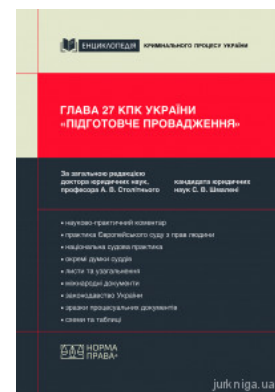 ЕНЦИКЛОПЕДІЯ КРИМІНАЛЬНОГО ПРОЦЕСУ УКРАЇНИ
ГЛАВА 27 КПК УКРАЇНИ
«ПІДГОТОВЧЕ ПРОВАДЖЕННЯ»
За загальною редакцією
доктора юридичних наук, кандидата юридичних
професора А. В. Столітнього наук С. В. Шмалені
• науково-практичний коментар
• практика Європейського суду з прав людини
• національна судова практика
• окремі думки суддів
• листи та узагальнення
• міжнародні документи
• законодавство України
• зразки процесуальних документів
• схеми та таблиці
НОРМА
ПРАВА
jurkniga.ua